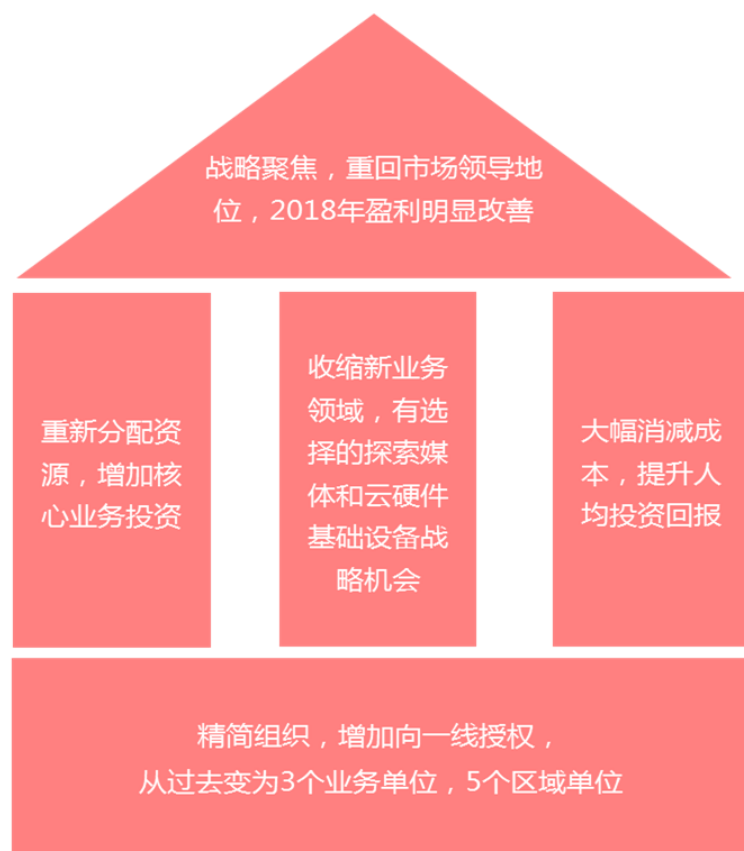 战略聚焦，重回市场领导地
位，2018年盈利明显改善
重新分配资
源，增加核
心业务投资
收缩新业务
领域，有选
择的探索媒
体和云硬件
基础设备战
略机会
大幅消减成
本，提升人
均投资回报
精简组织，增加向一线授权，
从过去变为3个业务单位，5个区域单位